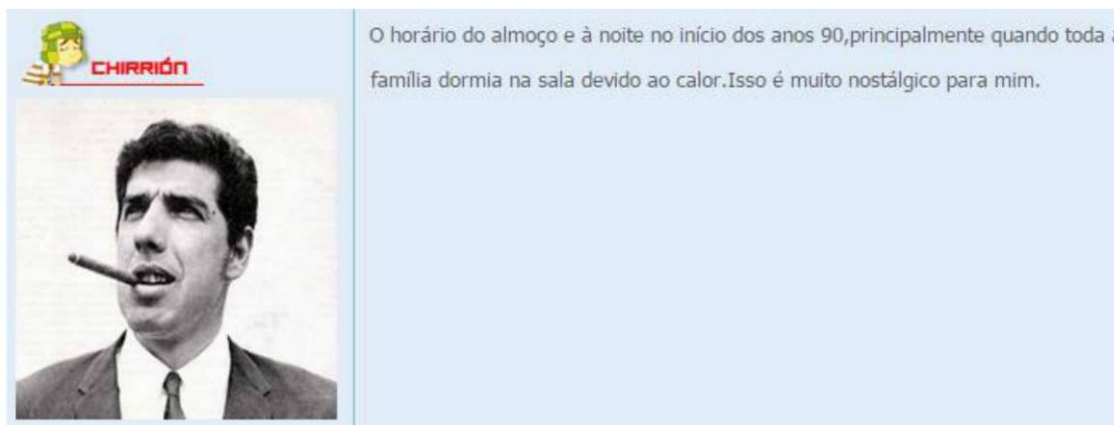 CHIRRIÓN
O horário do almoço e à noite no início dos anos 90,principalmente quando toda a
família dormia na sala devido ao calor.Isso é muito nostálgico para mim.